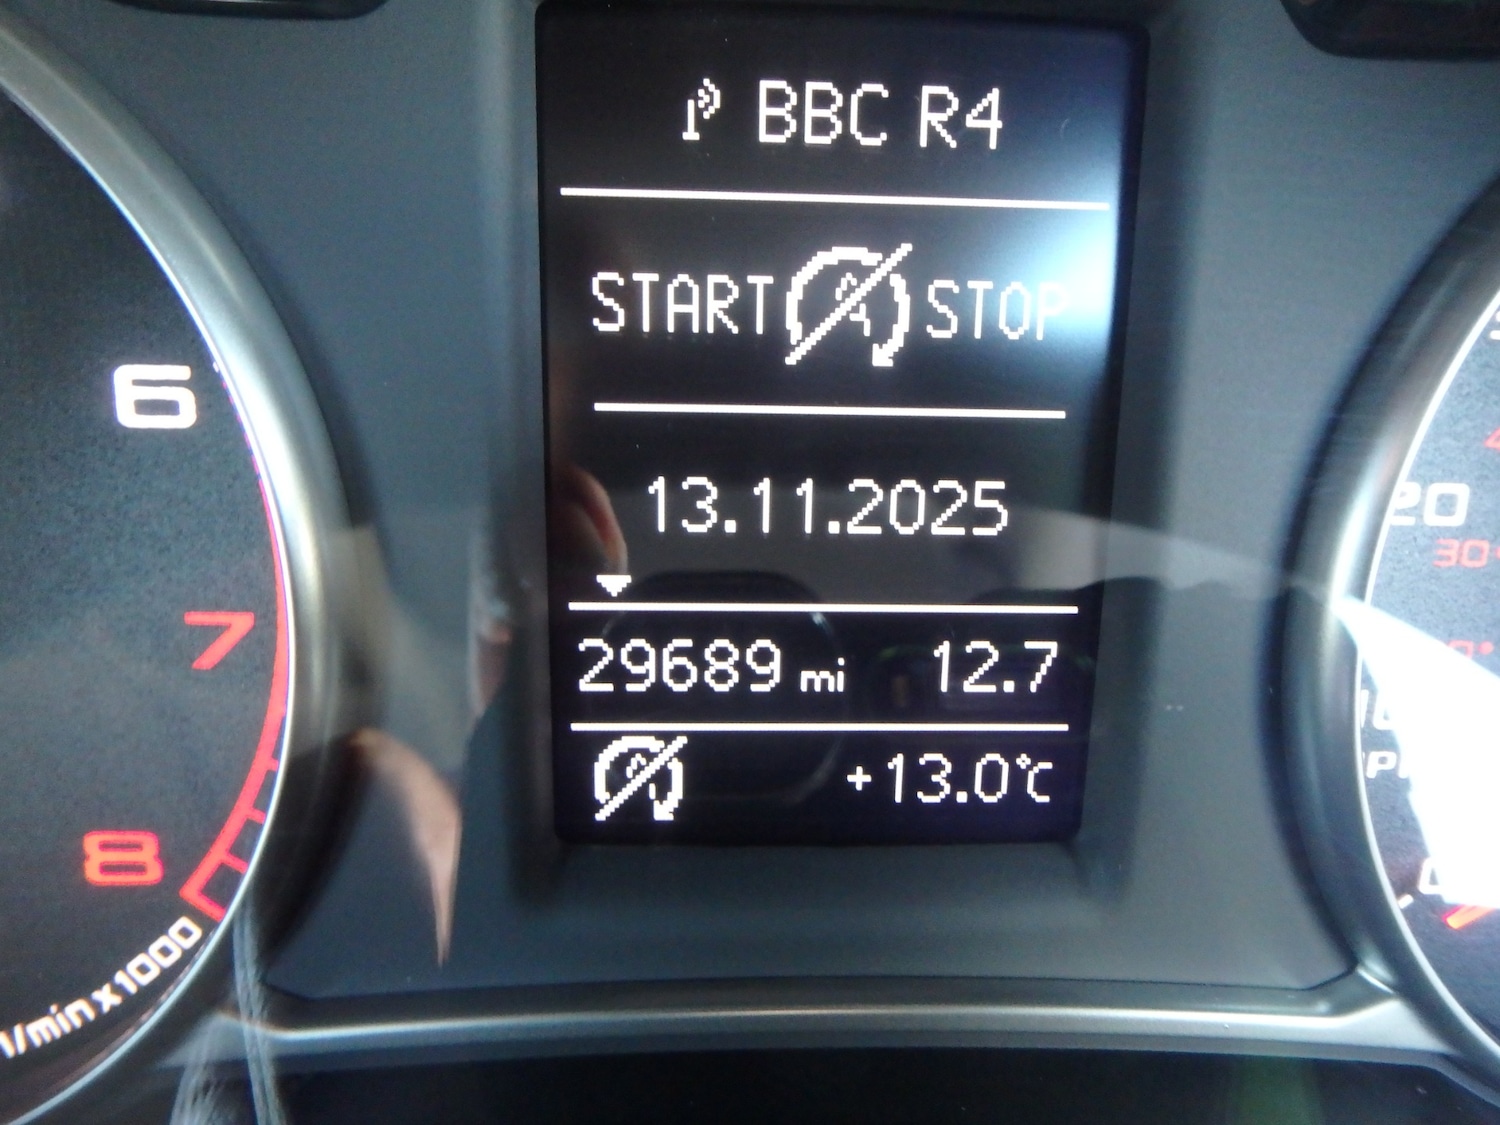 BBC R4
START STOP
13.11.2025
29689 mi 12.7
+13.0°C
6
7
8
1/min x1000
20